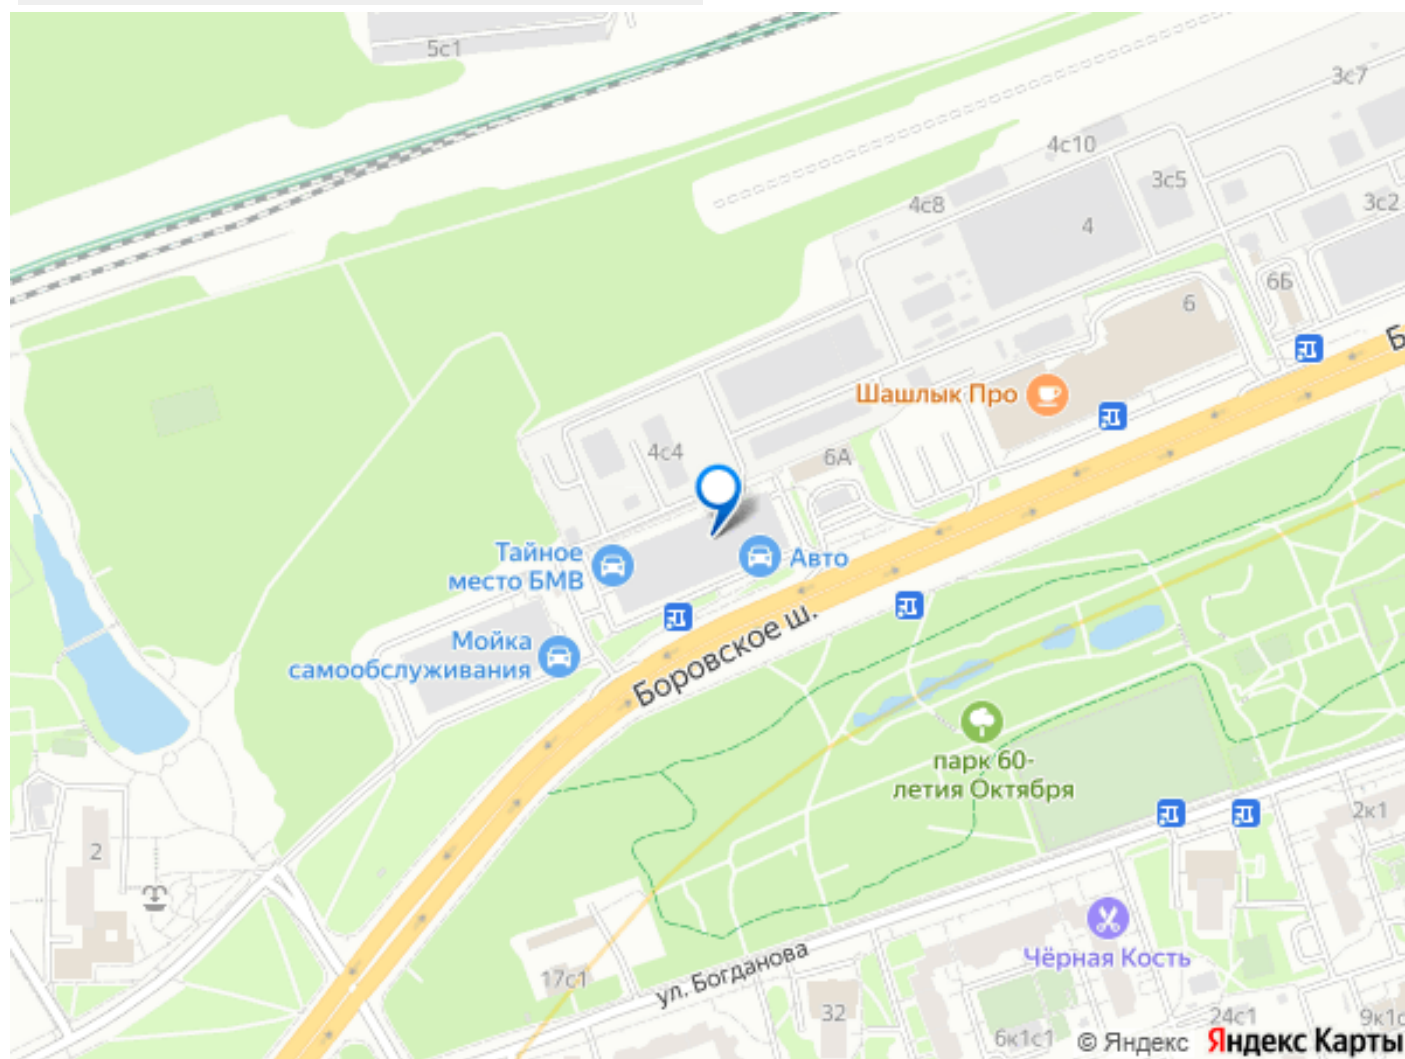 5с1
3с7
4с10
3с5
4с8
3с2
4
6Б
6
Б
Шашлык Про
4с4
6А
Тайное
место БМВ
Авто
Мойка
самообслуживания
Боровское ш.
парк 60-
летия Октября
2к1
2
Чёрная Кость
ул. Богданова
17с1
32
24с1
6к1с1
9к1с
© Яндекс Яндекс Карты